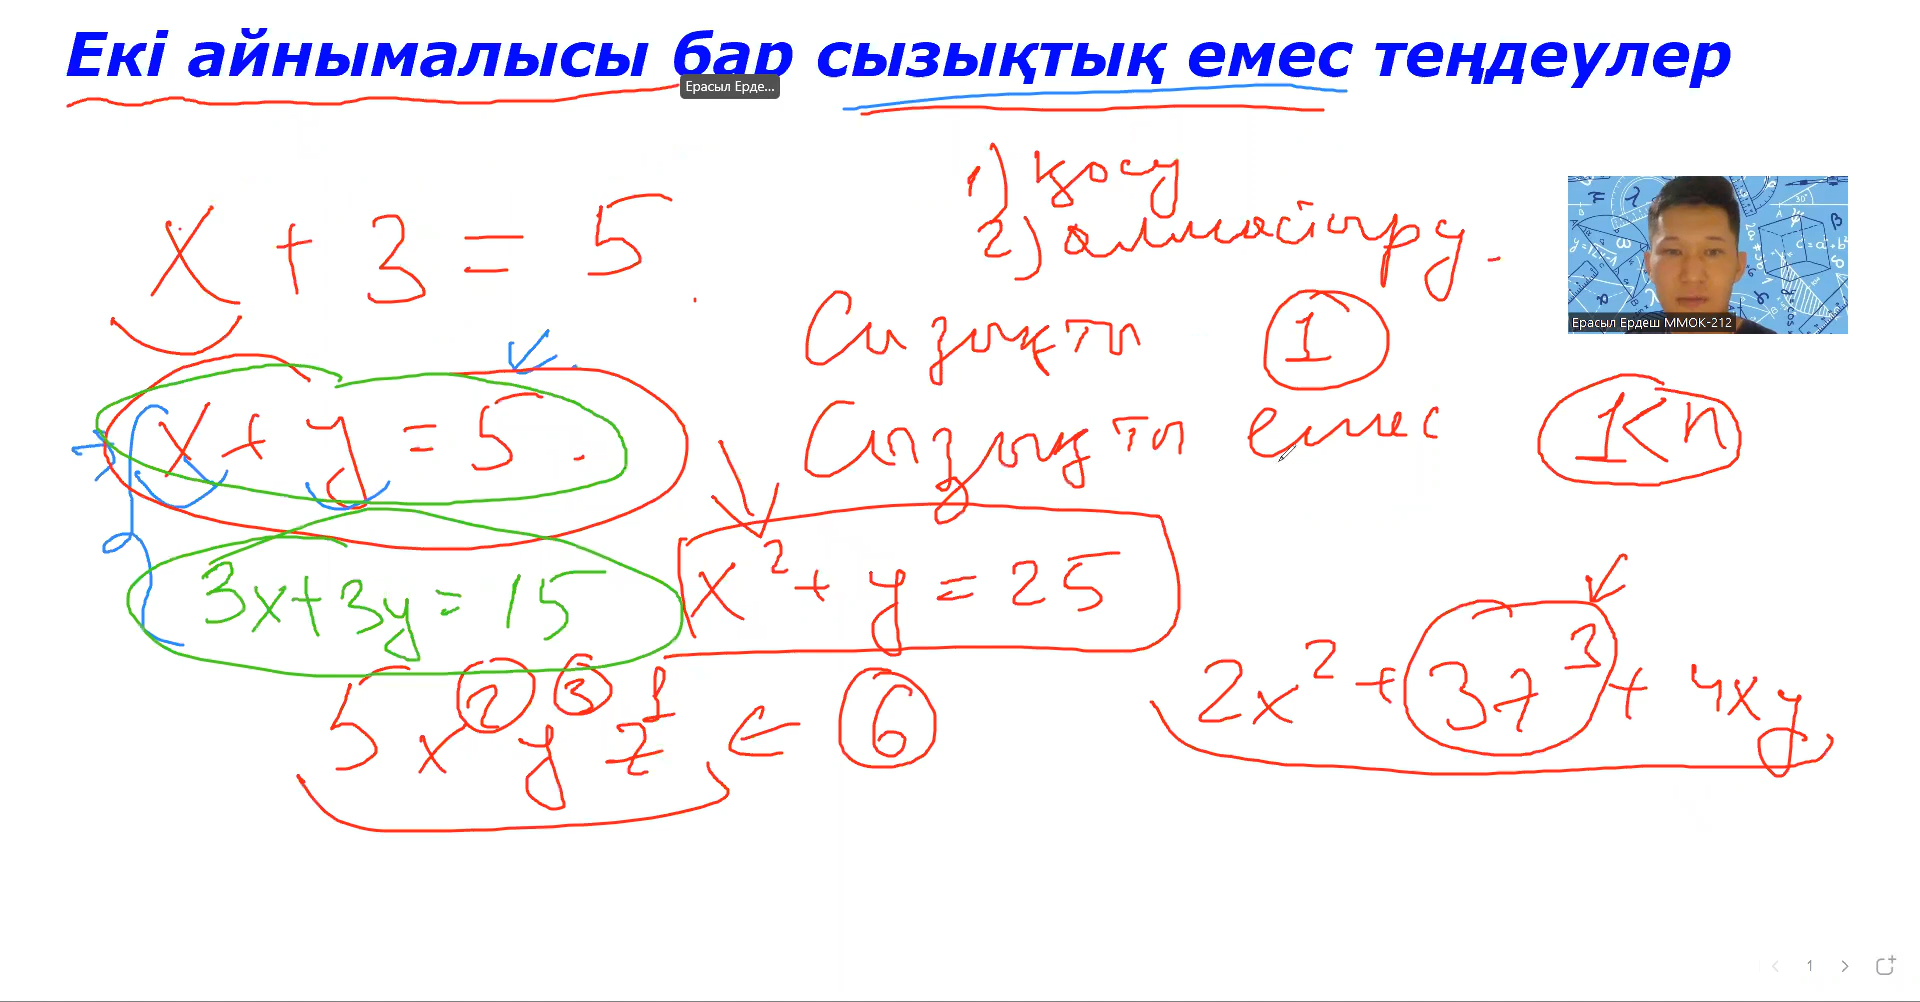 Екі айнымалысы бар сызықтық емес теңдеулер
Ерасыл Ерде...
1) қосу
2) алмастыру.
x + 3 = 5
Сызықты 1
x + y = 5.
Сызықты емес 1<n
3x+3y=15
x²+ y = 25
2x² + 37³ + 4xy
5x²y³z¹ ← 6
Ерасыл Ердеш ММОК-212
1